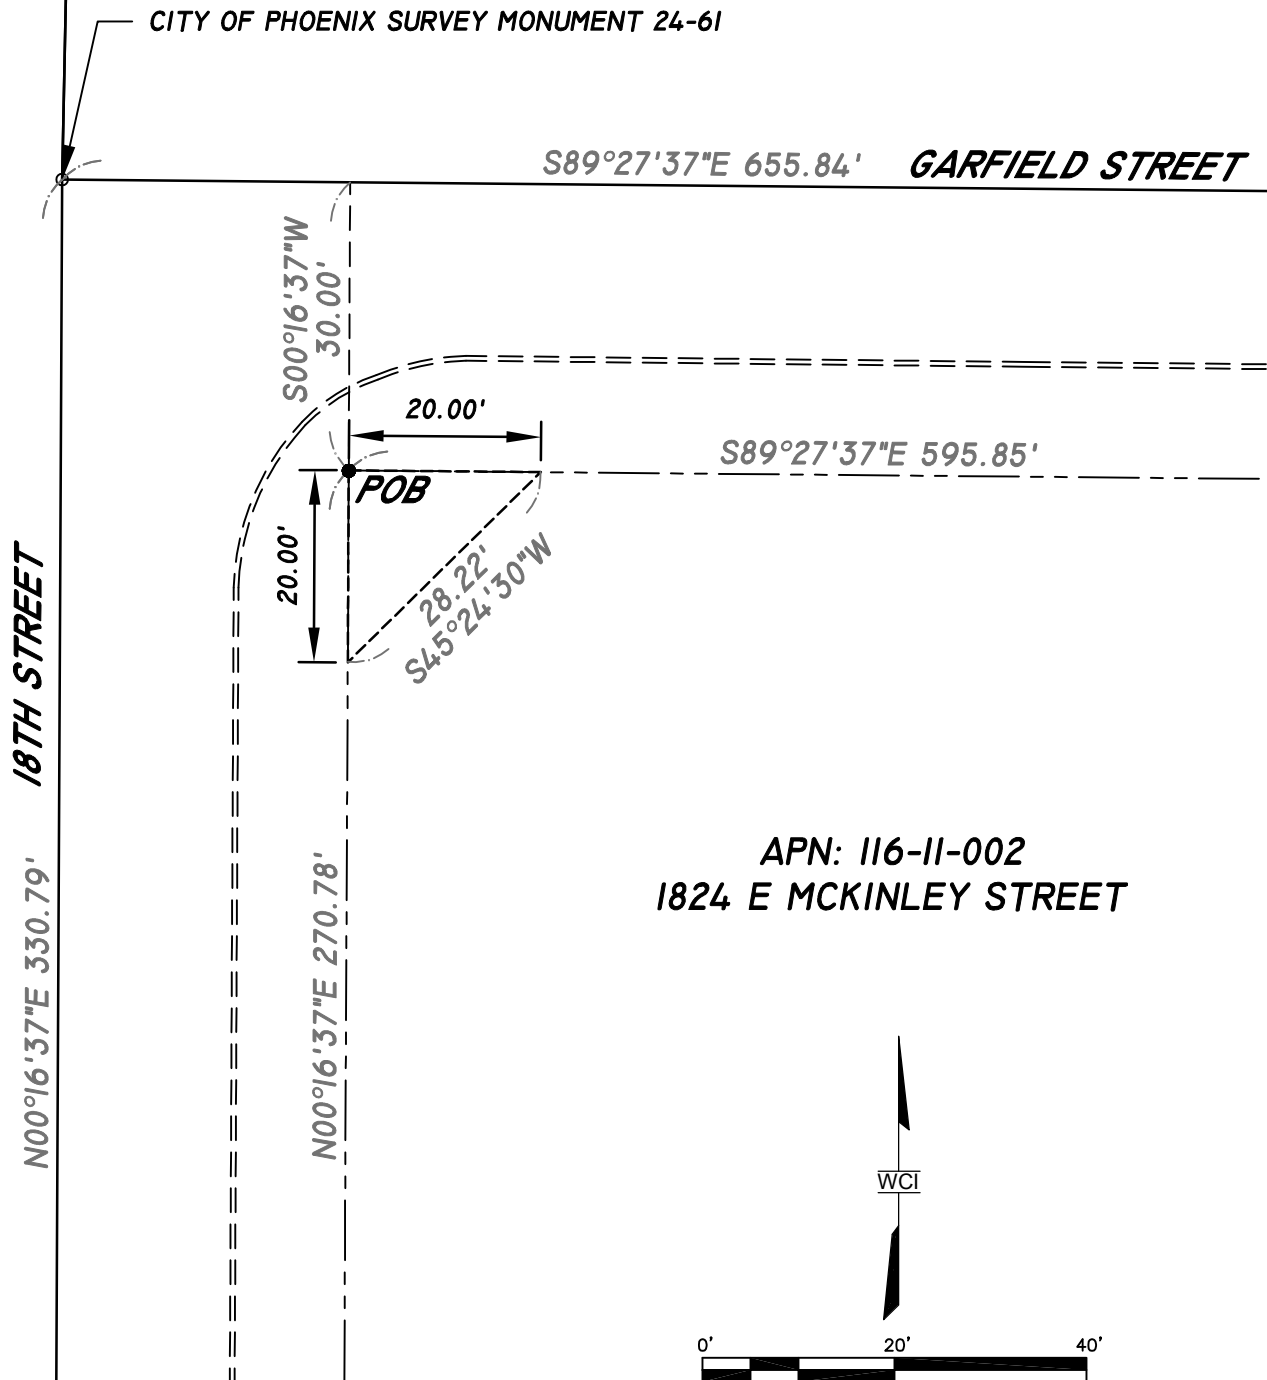 CITY OF PHOENIX SURVEY MONUMENT 24-61
S89°27'37"E 655.84'
GARFIELD STREET
S00°16'37"W
30.00'
20.00'
S89°27'37"E 595.85'
POB
20.00'
28.22'
S45°24'30"W
18TH STREET
N00°16'37"E 330.79'
N00°16'37"E 270.78'
APN: 116-11-002
1824 E MCKINLEY STREET
WCI
0' 20' 40'